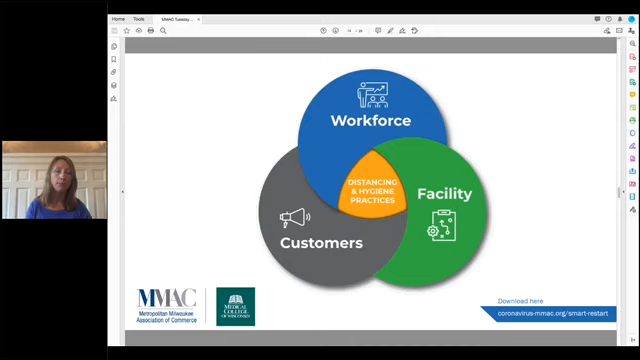 Home
Tools
MMAC Tuesday...
Workforce
DISTANCING
& HYGIENE
PRACTICES
Facility
Customers
MMAC
Metropolitan Milwaukee
Association of Commerce
MEDICAL
COLLEGE
OF WISCONSIN
Download here
coronavirus-mmac.org/smart-restart